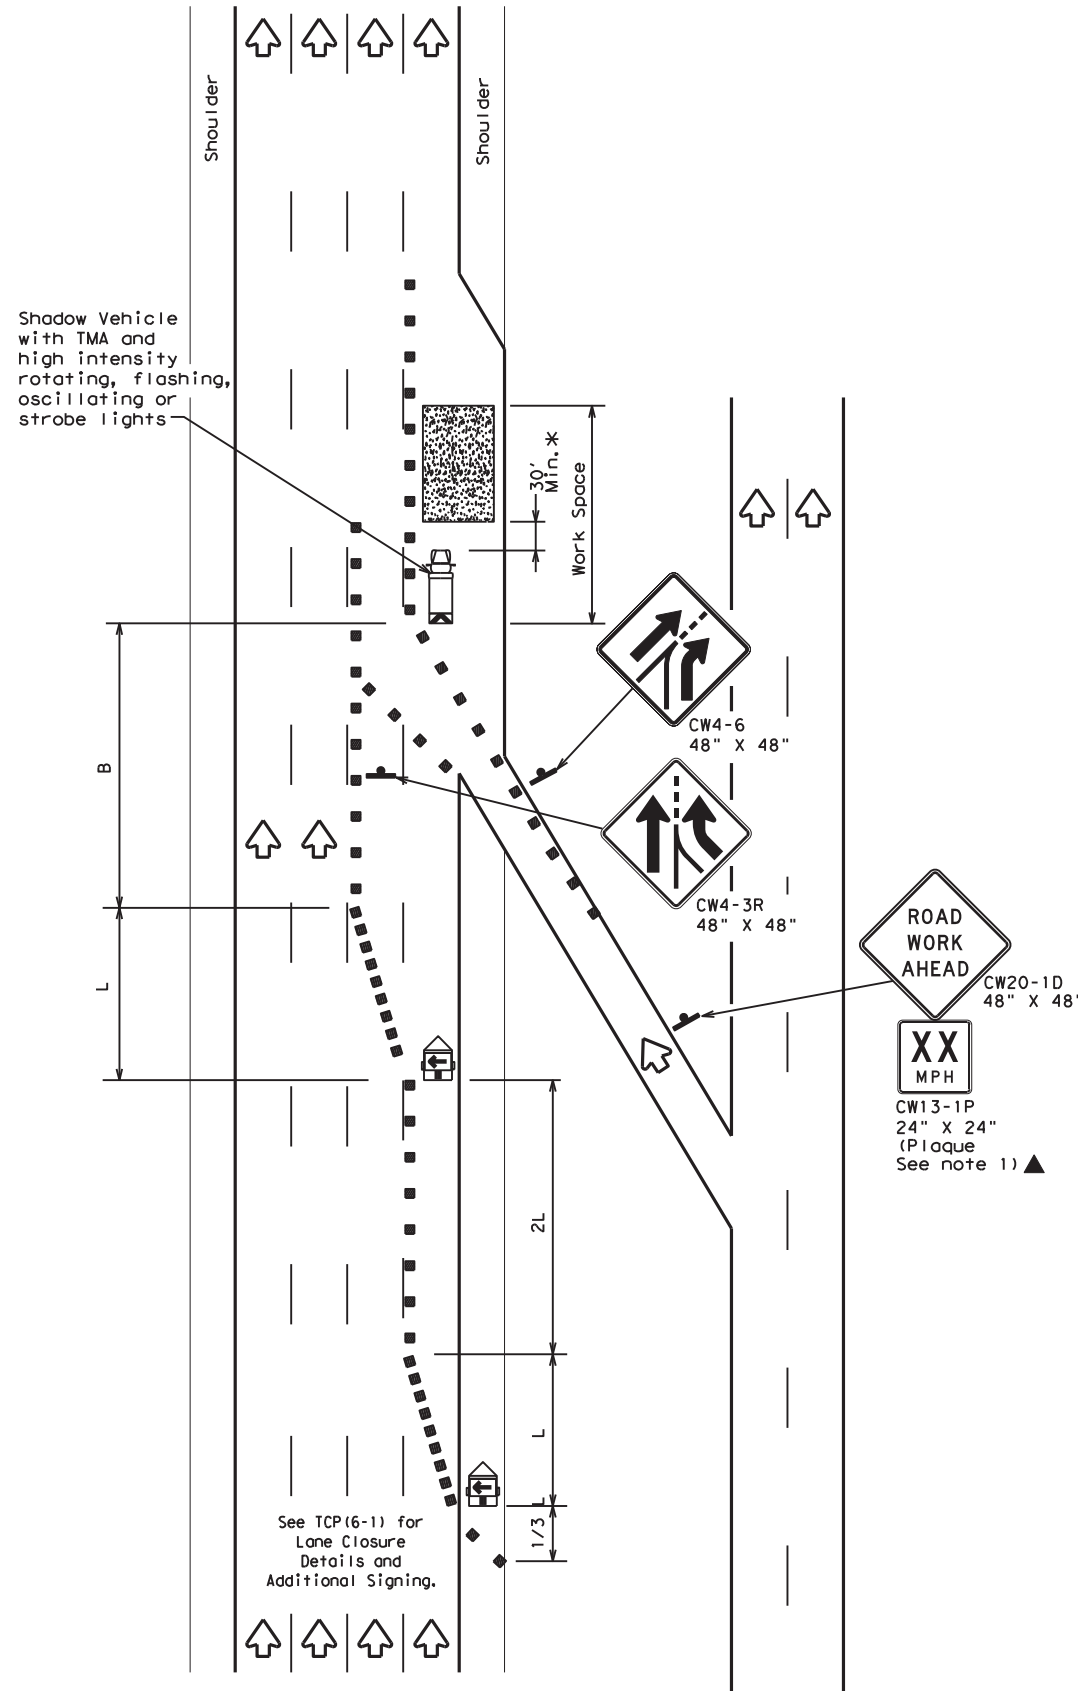 Shoulder
Shoulder
Shadow Vehicle
with TMA and
high intensity
rotating, flashing,
oscillating or
strobe lights
30'
Min.*
Work Space
CW4-6
48" X 48"
B
CW4-3R
48" X 48"
ROAD
WORK
AHEAD
CW20-1D
48" X 48"
L
XX
MPH
CW13-1P
24" X 24"
(Plaque
See note 1)▲
2L
L
1/3 L
See TCP(6-1) for
Lane Closure
Details and
Additional Signing.